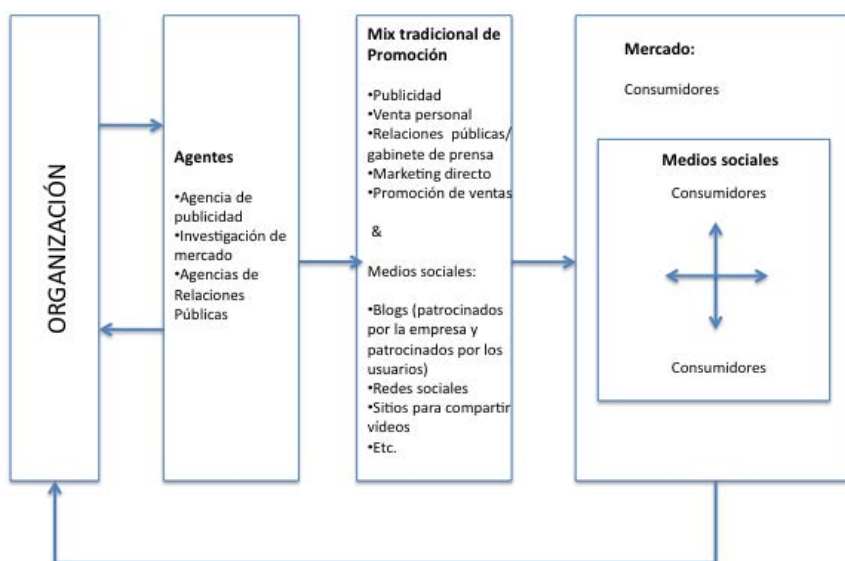 ORGANIZACIÓN
Agentes
•Agencia de
publicidad
•Investigación de
mercado
•Agencias de
Relaciones
Públicas
Mix tradicional de
Promoción
•Publicidad
•Venta personal
•Relaciones públicas/
gabinete de prensa
•Marketing directo
•Promoción de ventas
&
Medios sociales:
•Blogs (patrocinados
por la empresa y
patrocinados por los
usuarios)
•Redes sociales
•Sitios para compartir
vídeos
•Etc.
Mercado:
Consumidores
Medios sociales
Consumidores
Consumidores